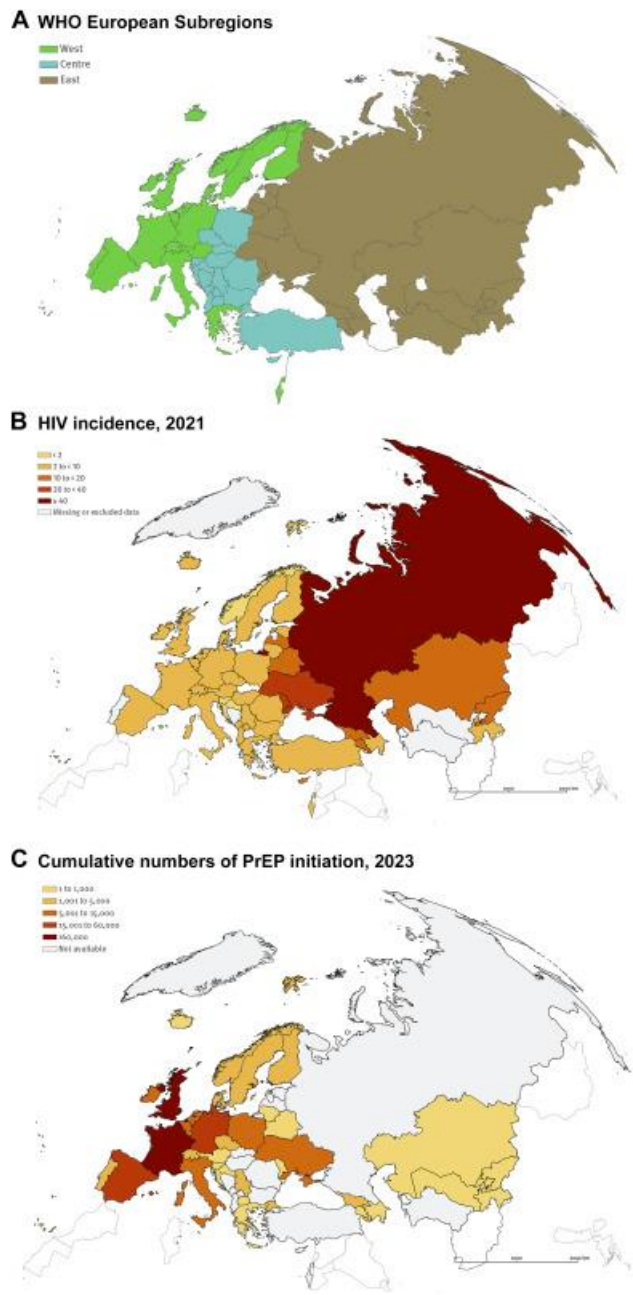 A WHO European Subregions
West
Centre
East
B HIV incidence, 2021
< 2
2 to < 10
10 to < 20
20 to < 40
≥ 40
Missing or excluded data
C Cumulative numbers of PrEP initiation, 2023
1 to 1,000
1,001 to 5,000
5,001 to 15,000
15,001 to 60,000
>60,000
Not available